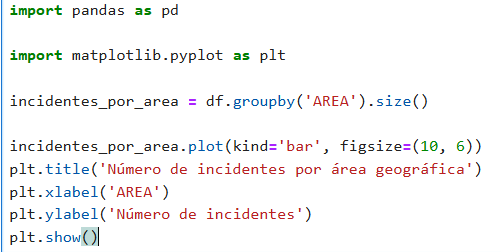 import pandas as pd
import matplotlib.pyplot as plt
incidentes_por_area = df.groupby('AREA').size()
incidentes_por_area.plot(kind='bar', figsize=(10, 6))
plt.title('Número de incidentes por área geográfica')
plt.xlabel('AREA')
plt.ylabel('Número de incidentes')
plt.show()